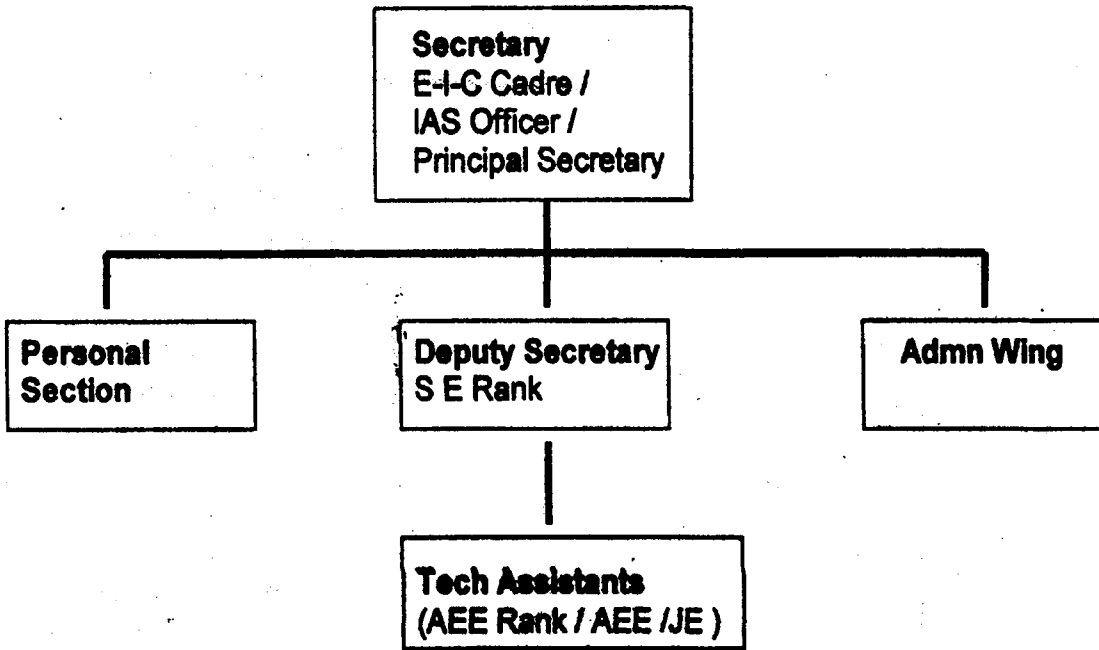 Secretary
E-I-C Cadre /
IAS Officer /
Principal Secretary
Personal
Section
Deputy Secretary
S E Rank
Admn Wing
Tech Assistants
(AEE Rank / AEE /JE )